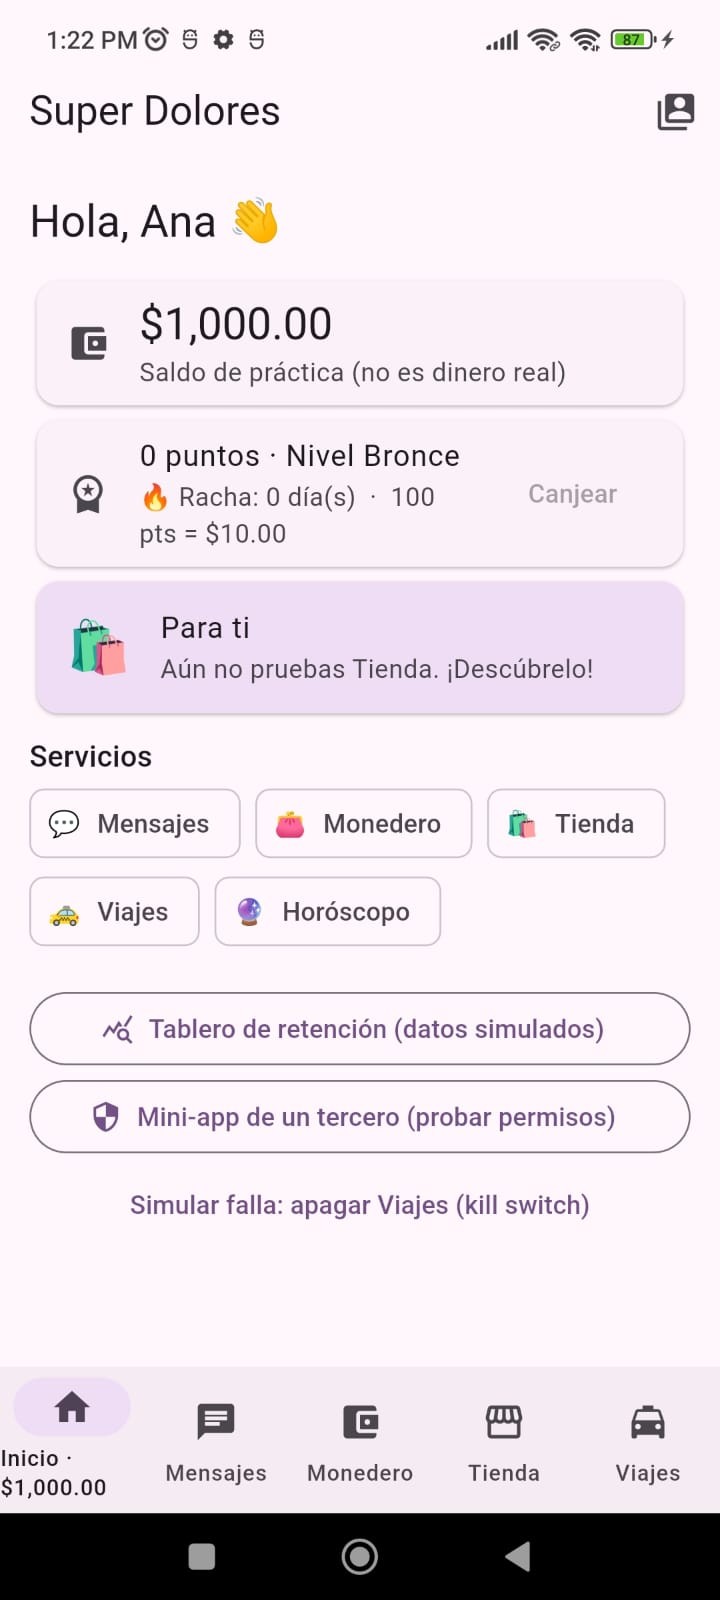 1:22 PM
87
Super Dolores
Hola, Ana 👋
$1,000.00
Saldo de práctica (no es dinero real)
0 puntos · Nivel Bronce
🔥 Racha: 0 día(s) · 100
pts = $10.00
Canjear
Para ti
Aún no pruebas Tienda. ¡Descúbrelo!
Servicios
Mensajes
Monedero
Tienda
Viajes
Horóscopo
Tablero de retención (datos simulados)
Mini-app de un tercero (probar permisos)
Simular falla: apagar Viajes (kill switch)
Inicio ·
$1,000.00
Mensajes
Monedero
Tienda
Viajes